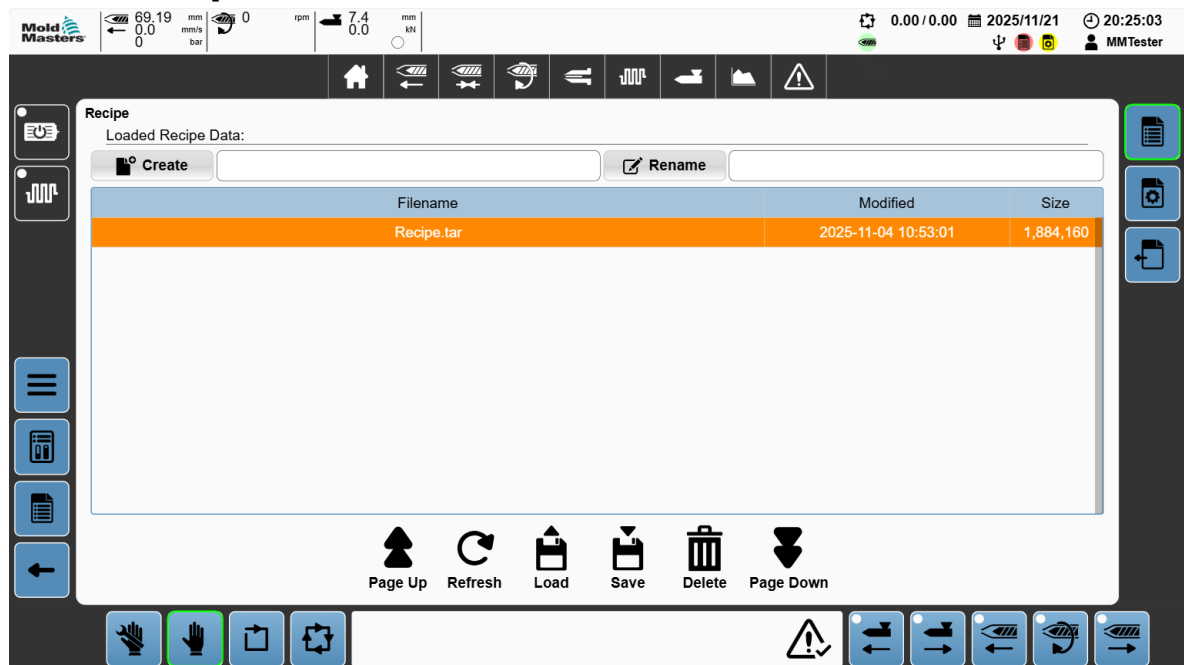 Mold
Masters
69.19 mm
0.0 mm/s
0 bar
0 rpm
7.4 mm
0.0 kN
0.00 / 0.00
2025/11/21
20:25:03
MMTester
Recipe
Loaded Recipe Data:
Create
Rename
Filename Modified Size
Recipe.tar 2025-11-04 10:53:01 1,884,160
Page Up Refresh Load Save Delete Page Down